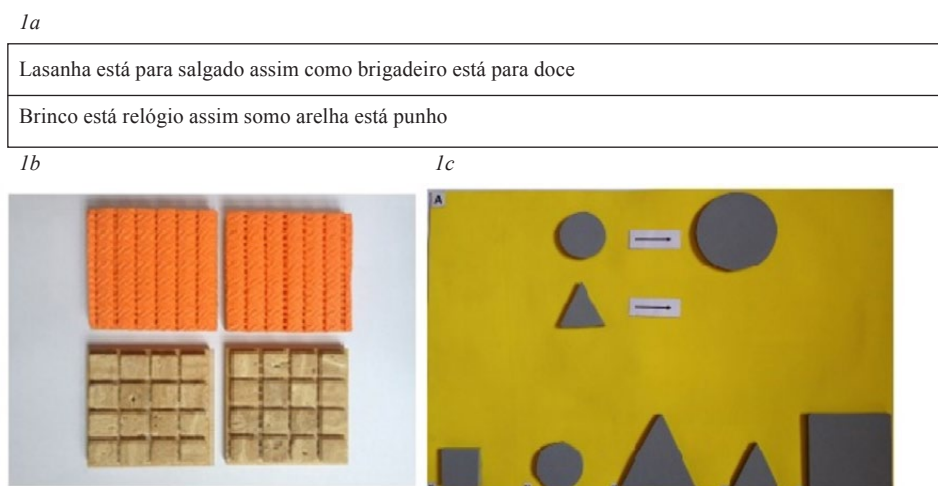 1a
Lasanha está para salgado assim como brigadeiro está para doce
Brinco está relógio assim somo arelha está punho
1b
1c
A